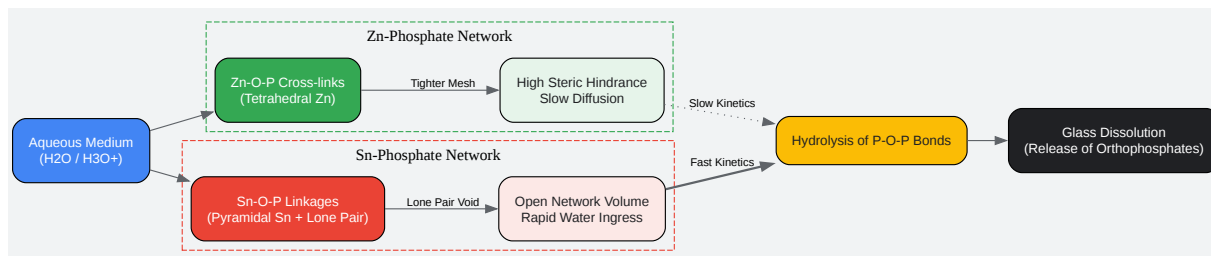 Zn-Phosphate Network
Zn-O-P Cross-links
(Tetrahedral Zn)
Tighter Mesh
High Steric Hindrance
Slow Diffusion
Slow Kinetics
Aqueous Medium
(H2O / H3O+)
Hydrolysis of P-O-P Bonds
Glass Dissolution
(Release of Orthophosphates)
Sn-Phosphate Network
Sn-O-P Linkages
(Pyramidal Sn + Lone Pair)
Lone Pair Void
Open Network Volume
Rapid Water Ingress
Fast Kinetics